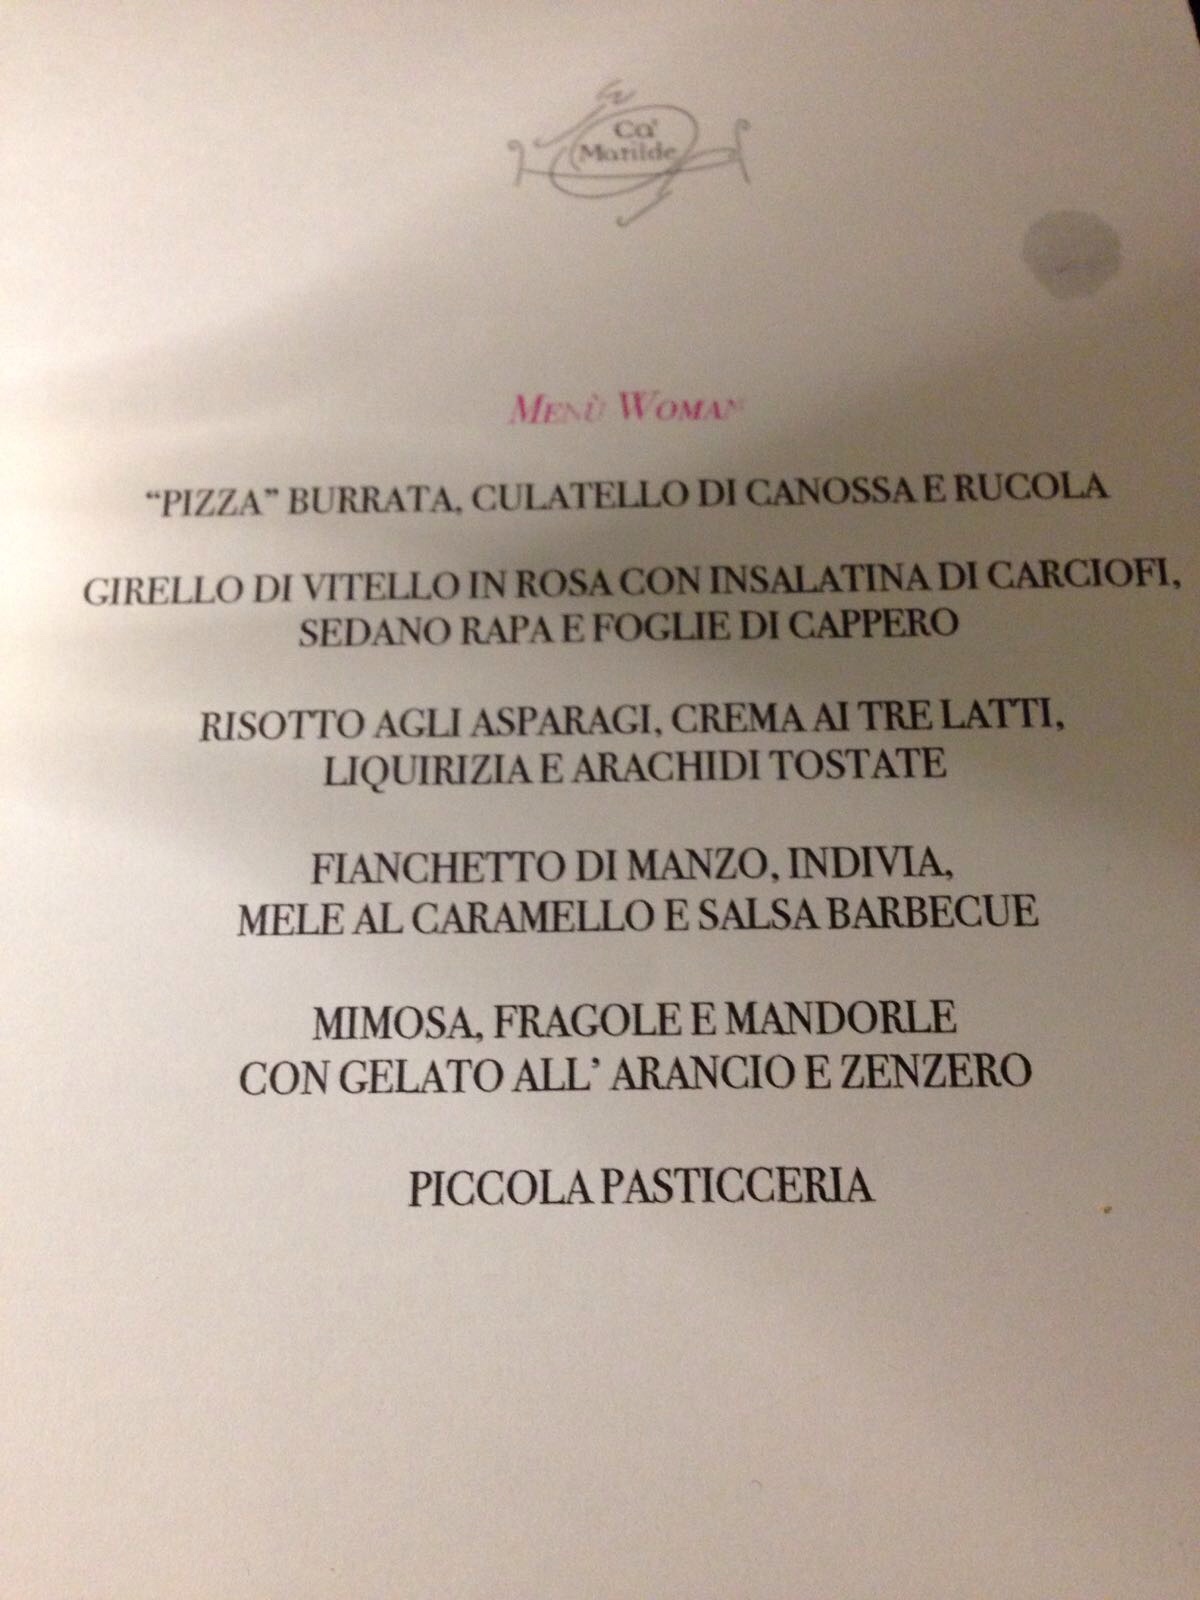 Ca'
Matilde
MENÙ WOMAN
“PIZZA” BURRATA, CULATELLO DI CANOSSA E RUCOLA
GIRELLO DI VITELLO IN ROSA CON INSALATINA DI CARCIOFI,
SEDANO RAPA E FOGLIE DI CAPPERO
RISOTTO AGLI ASPARAGI, CREMA AI TRE LATTI,
LIQUIRIZIA E ARACHIDI TOSTATE
FIANCHETTO DI MANZO, INDIVIA,
MELE AL CARAMELLO E SALSA BARBECUE
MIMOSA, FRAGOLE E MANDORLE
CON GELATO ALL’ ARANCIO E ZENZERO
PICCOLA PASTICCERIA